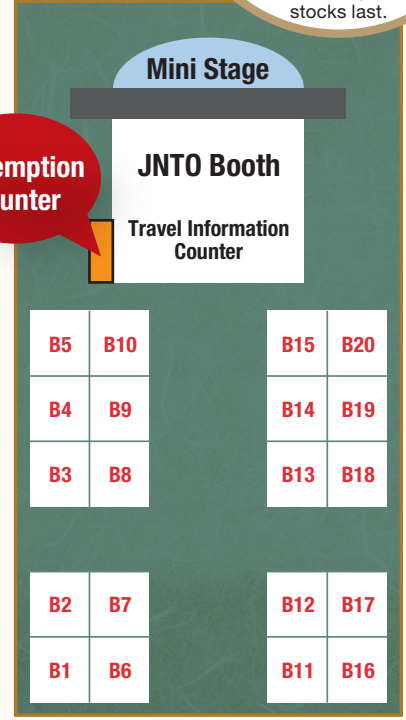 stocks last.
Mini Stage
JNTO Booth
emption
unter
Travel Information
Counter
B5 B10 B15 B20
B4 B9 B14 B19
B3 B8 B13 B18
B2 B7 B12 B17
B1 B6 B11 B16